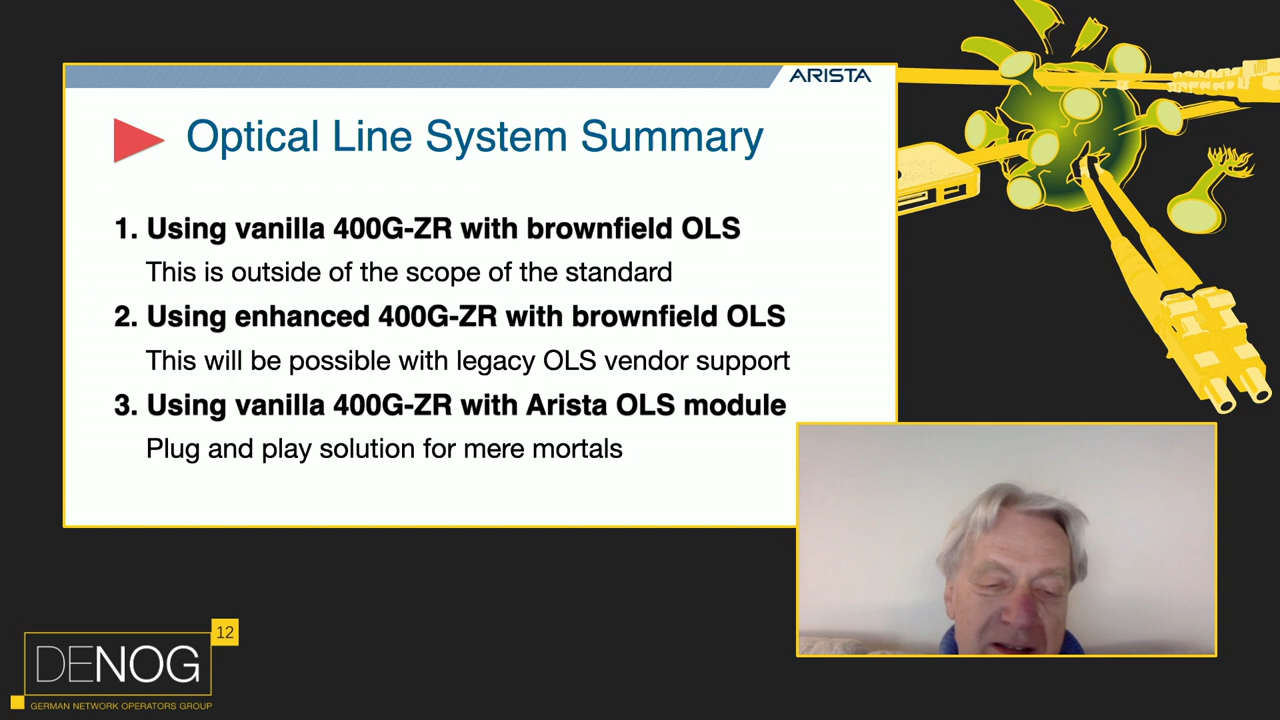 ARISTA
Optical Line System Summary
1. Using vanilla 400G-ZR with brownfield OLS
This is outside of the scope of the standard
2. Using enhanced 400G-ZR with brownfield OLS
This will be possible with legacy OLS vendor support
3. Using vanilla 400G-ZR with Arista OLS module
Plug and play solution for mere mortals
12
DENOG
GERMAN NETWORK OPERATORS GROUP